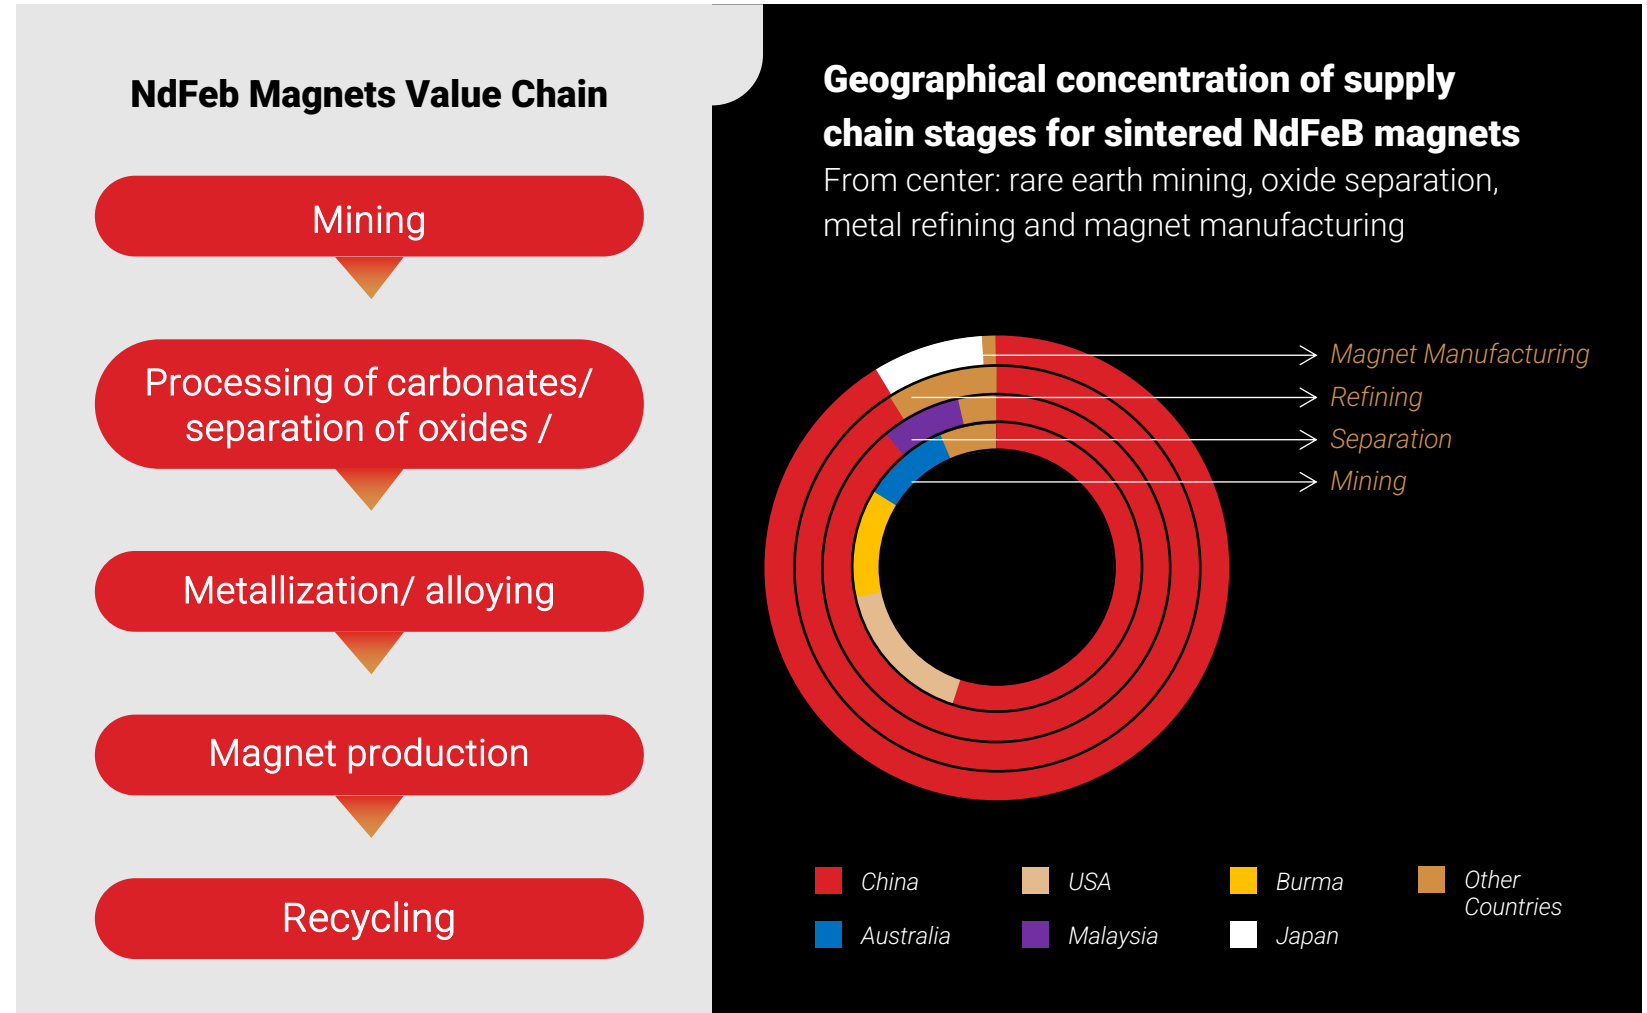 NdFeb Magnets Value Chain
Mining
Processing of carbonates/
separation of oxides /
Metallization/ alloying
Magnet production
Recycling
Geographical concentration of supply
chain stages for sintered NdFeB magnets
From center: rare earth mining, oxide separation,
metal refining and magnet manufacturing
Magnet Manufacturing
Refining
Separation
Mining
China
USA
Burma
Other
Countries
Australia
Malaysia
Japan